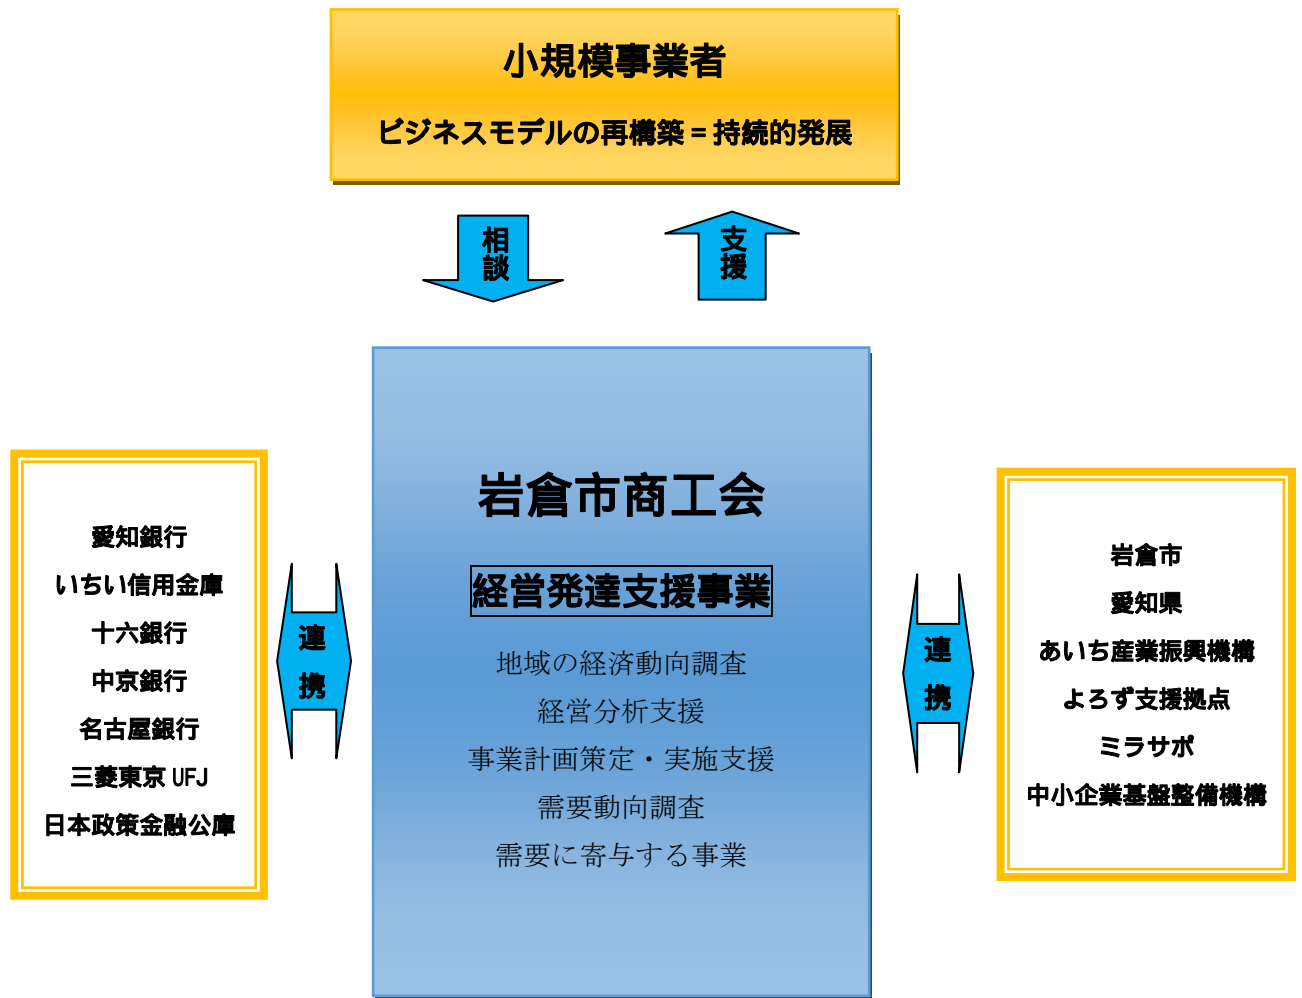 小規模事業者
ビジネスモデルの再構築＝持続的発展
相談
支援
岩倉市商工会
経営発達支援事業
地域の経済動向調査
経営分析支援
事業計画策定・実施支援
需要動向調査
需要に寄与する事業
愛知銀行
いちい信用金庫
十六銀行
中京銀行
名古屋銀行
三菱東京 UFJ
日本政策金融公庫
連携
連携
岩倉市
愛知県
あいち産業振興機構
よろず支援拠点
ミラサポ
中小企業基盤整備機構